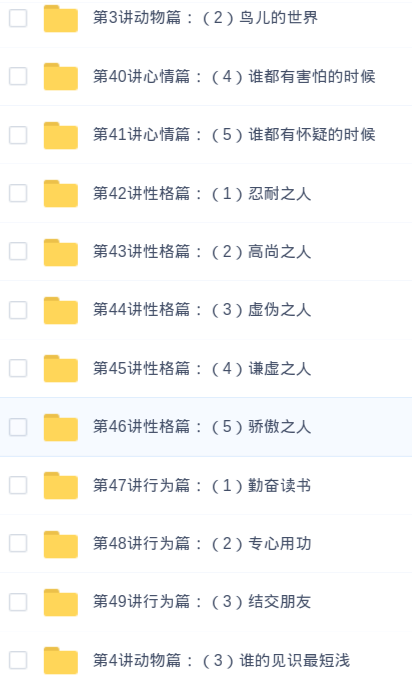 第3讲动物篇：（2）鸟儿的世界
第40讲心情篇：（4）谁都有害怕的时候
第41讲心情篇：（5）谁都有怀疑的时候
第42讲性格篇：（1）忍耐之人
第43讲性格篇：（2）高尚之人
第44讲性格篇：（3）虚伪之人
第45讲性格篇：（4）谦虚之人
第46讲性格篇：（5）骄傲之人
第47讲行为篇：（1）勤奋读书
第48讲行为篇：（2）专心用功
第49讲行为篇：（3）结交朋友
第4讲动物篇：（3）谁的见识最短浅